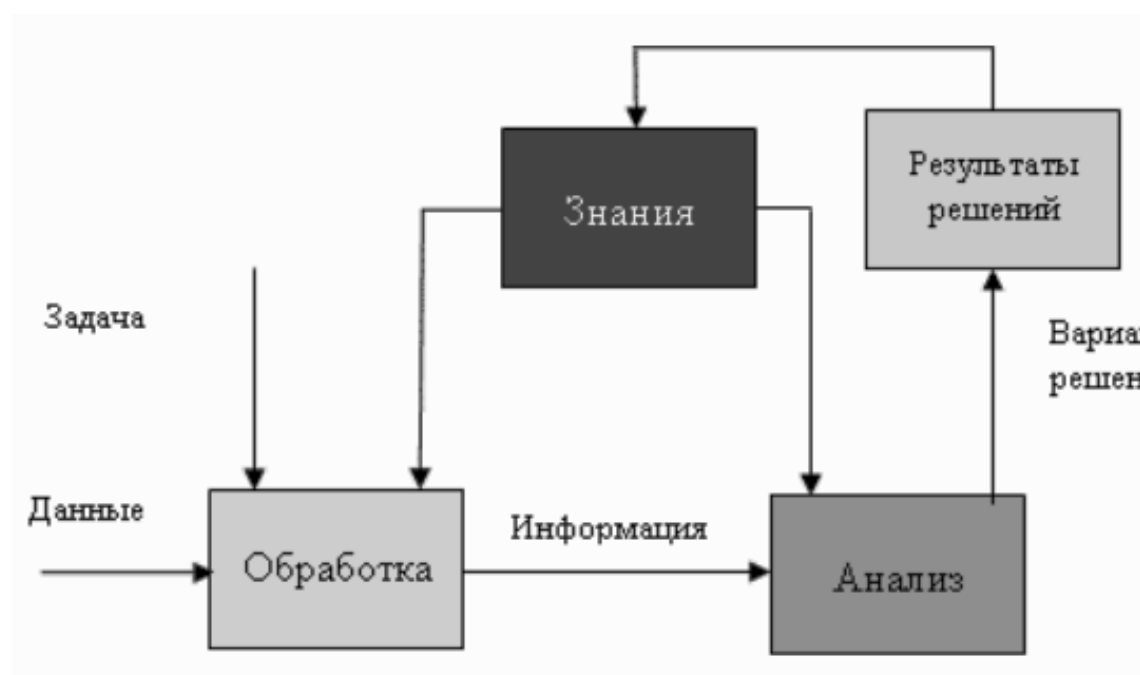 Результаты
решений
Знания
Задача
Данные
Информация
Обработка
Анализ